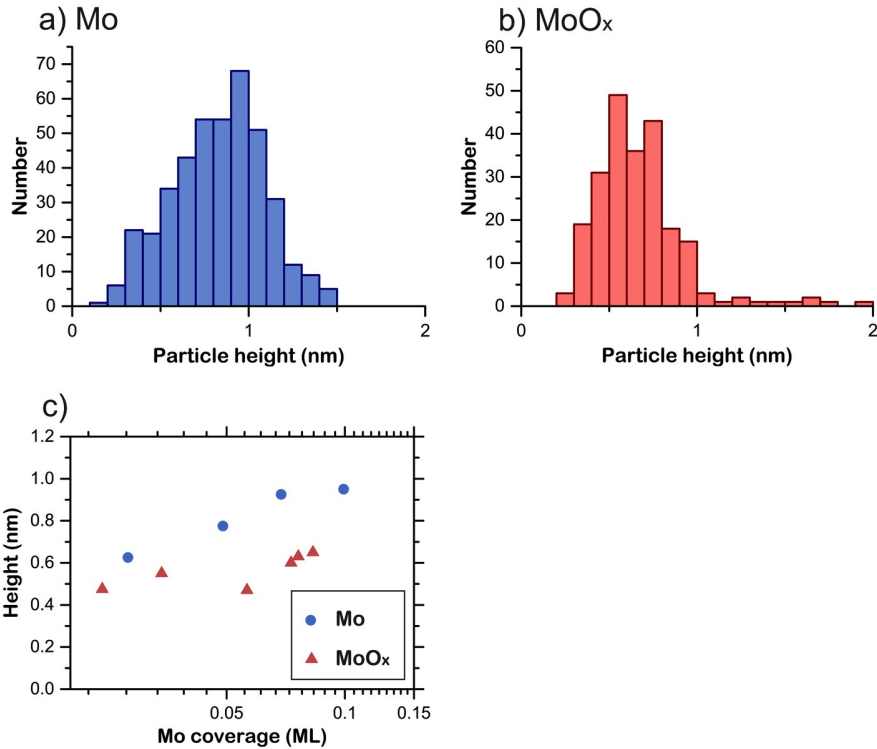 a) Mo
70
60
50
40
30
20
10
0
Number
0 1 2
Particle height (nm)
b) MoOx
60
50
40
30
20
10
0
Number
0 1 2
Particle height (nm)
c)
1.2
1.0
0.8
0.6
0.4
0.2
0.0
Height (nm)
Mo
MoOx
0.05 0.1 0.15
Mo coverage (ML)